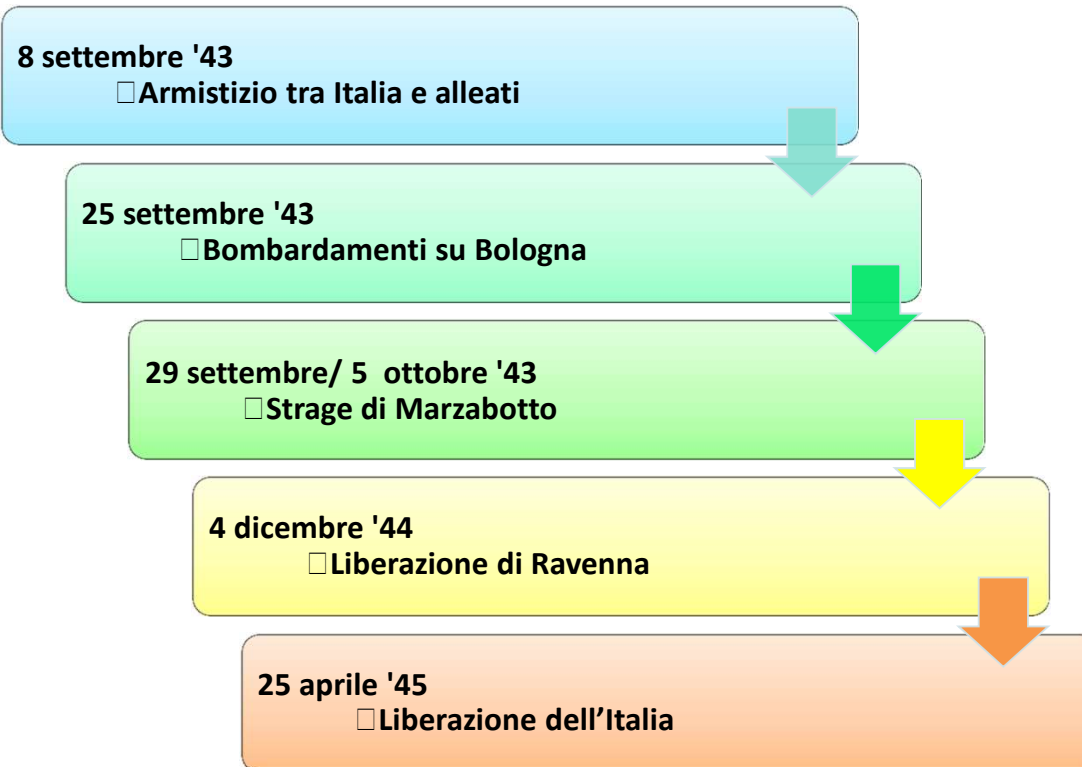 8 settembre '43
□Armistizio tra Italia e alleati
25 settembre '43
□Bombardamenti su Bologna
29 settembre/ 5  ottobre '43
□Strage di Marzabotto
4 dicembre '44
□Liberazione di Ravenna
25 aprile '45
□Liberazione dell’Italia